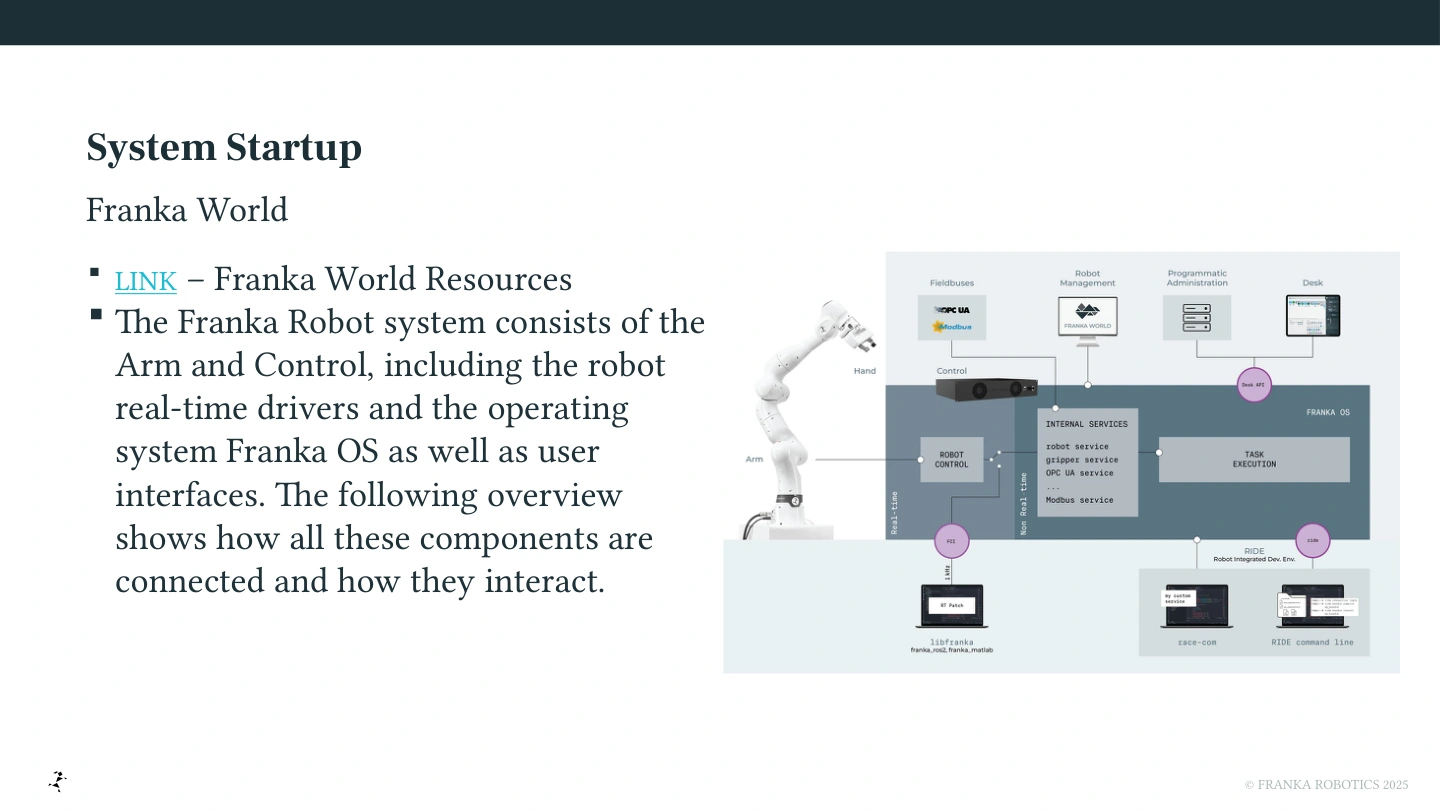 System Startup
Franka World
LINK – Franka World Resources
The Franka Robot system consists of the
Arm and Control, including the robot
real-time drivers and the operating
system Franka OS as well as user
interfaces. The following overview
shows how all these components are
connected and how they interact.
Fieldbuses
Robot
Management
Programmatic
Administration
Desk
OPC UA
Modbus
FRANKA WORLD
Hand
Control
Desk API
FRANKA OS
INTERNAL SERVICES
robot service
gripper service
OPC UA service
...
Modbus service
Arm
ROBOT
CONTROL
TASK
EXECUTION
Real-time
Non Real time
FCI
ride
RIDE
Robot Integrated Dev. Env.
1 kHz
RT Patch
my custom
service
libfranka
franka_ros2, franka_matlab
race-com
RIDE command line
© FRANKA ROBOTICS 2025